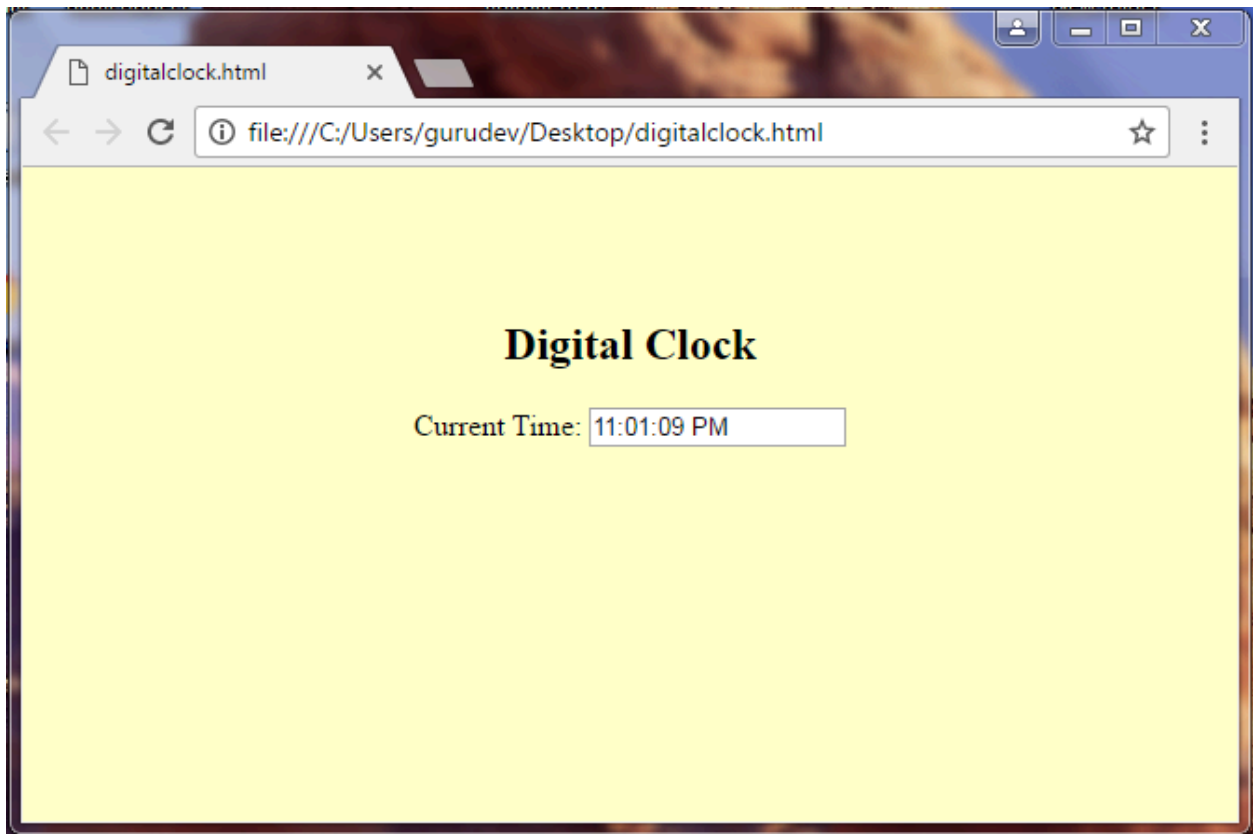 digitalclock.html
file:///C:/Users/gurudev/Desktop/digitalclock.html
Digital Clock
Current Time: 11:01:09 PM